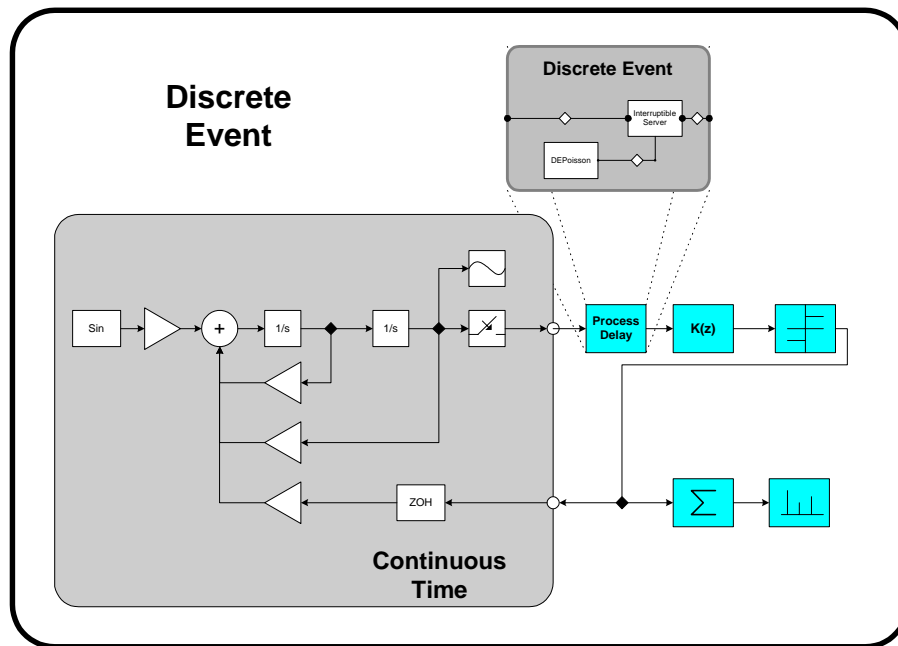 Discrete Event
Discrete
Event
Interruptible
Server
DEPoisson
Sin
+
1/s
1/s
Process
Delay
K(z)
ZOH
Σ
Continuous
Time